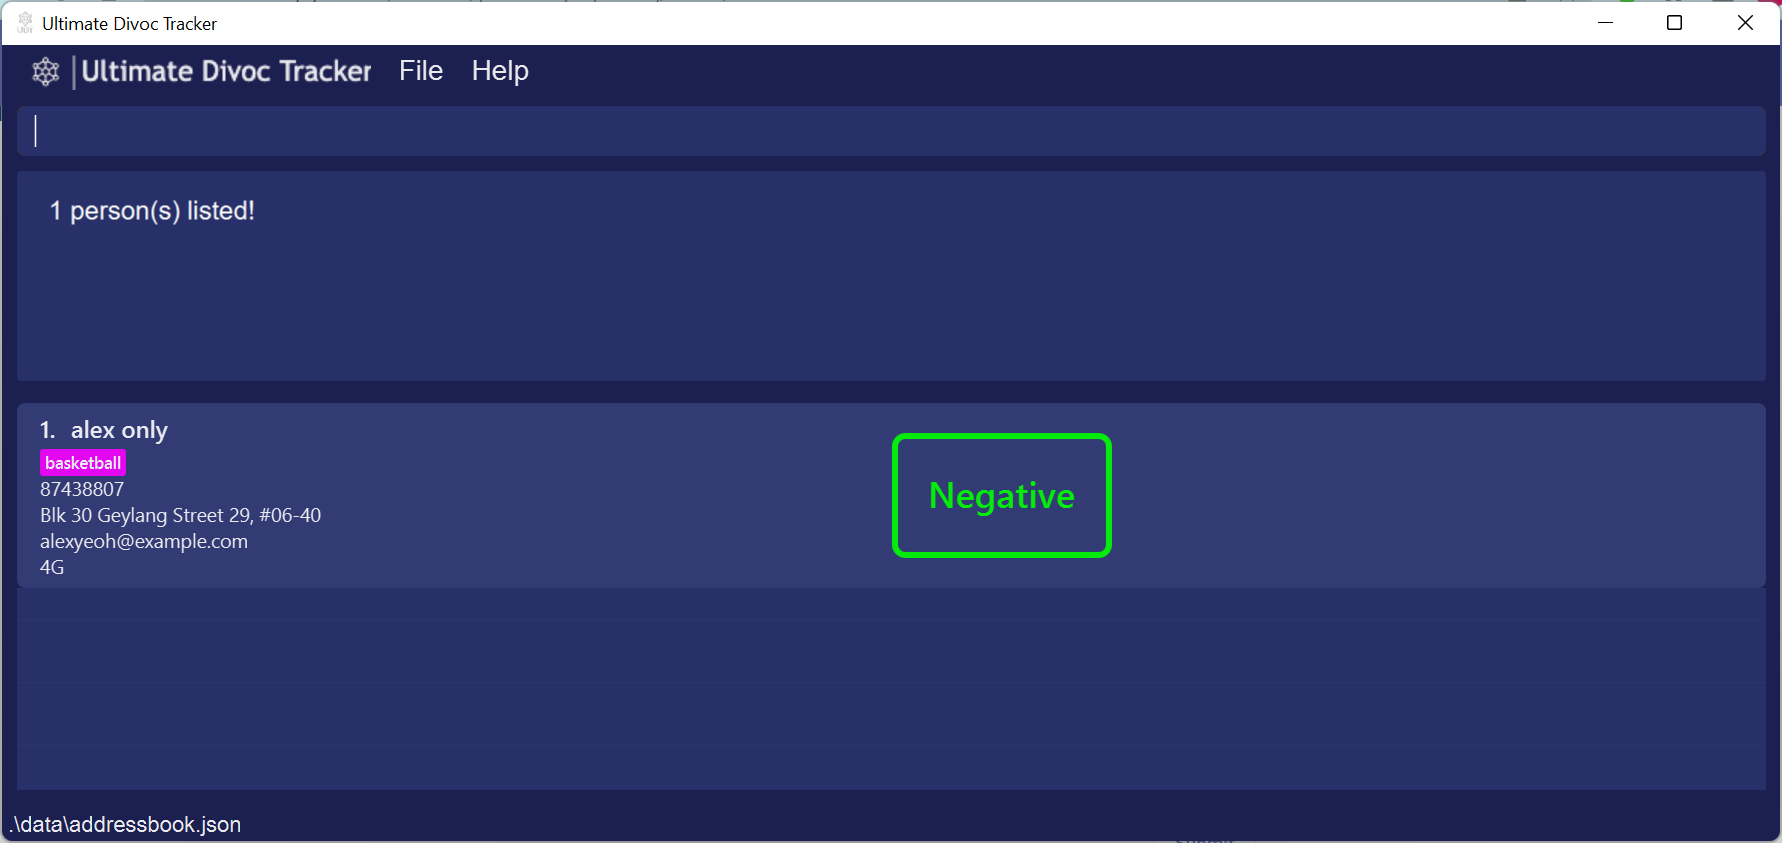 Ultimate Divoc Tracker
Ultimate Divoc Tracker File Help
1 person(s) listed!
1. alex only
basketball
87438807
Blk 30 Geylang Street 29, #06-40
alexyeoh@example.com
4G
Negative
.\data\addressbook.json